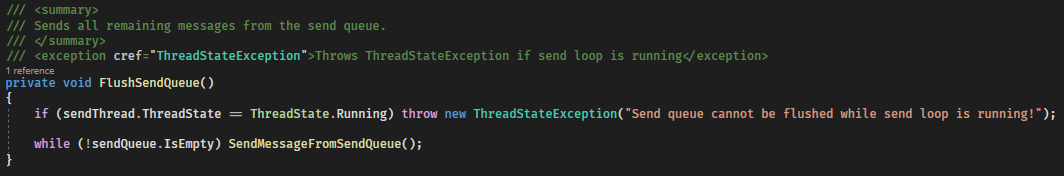 /// <summary>
/// Sends all remaining messages from the send queue.
/// </summary>
/// <exception cref="ThreadStateException">Throws ThreadStateException if send loop is running</exception>
1 reference
private void FlushSendQueue()
{
    if (sendThread.ThreadState == ThreadState.Running) throw new ThreadStateException("Send queue cannot be flushed while send loop is running!");

    while (!sendQueue.IsEmpty) SendMessageFromSendQueue();
}